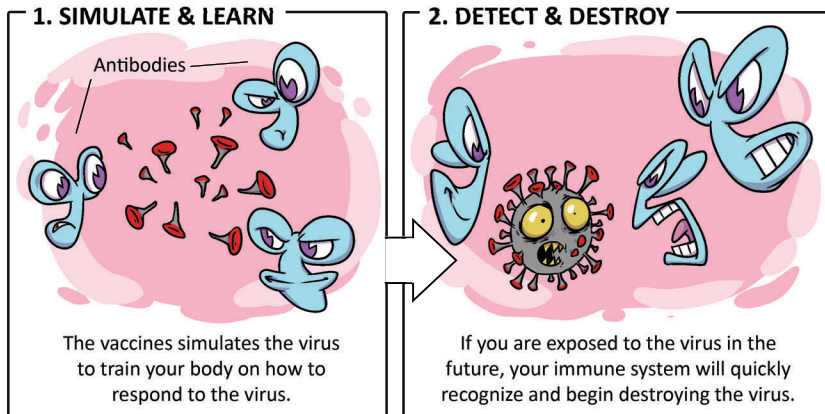 1. SIMULATE & LEARN
Antibodies
The vaccines simulates the virus
to train your body on how to
respond to the virus.
2. DETECT & DESTROY
If you are exposed to the virus in the
future, your immune system will quickly
recognize and begin destroying the virus.